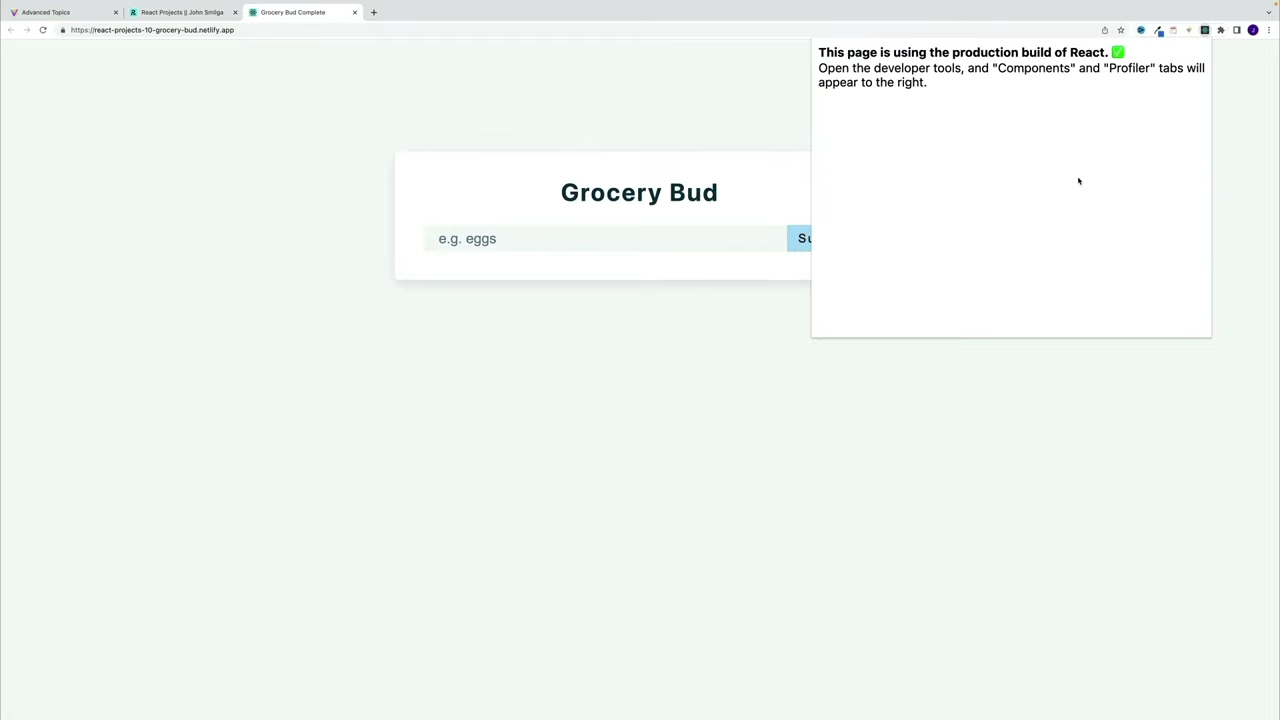 Advanced Topics
React Projects || John Smilga
Grocery Bud Complete
https://react-projects-10-grocery-bud.netlify.app
This page is using the production build of React. ✅
Open the developer tools, and "Components" and "Profiler" tabs will
appear to the right.
Grocery Bud
e.g. eggs
Su